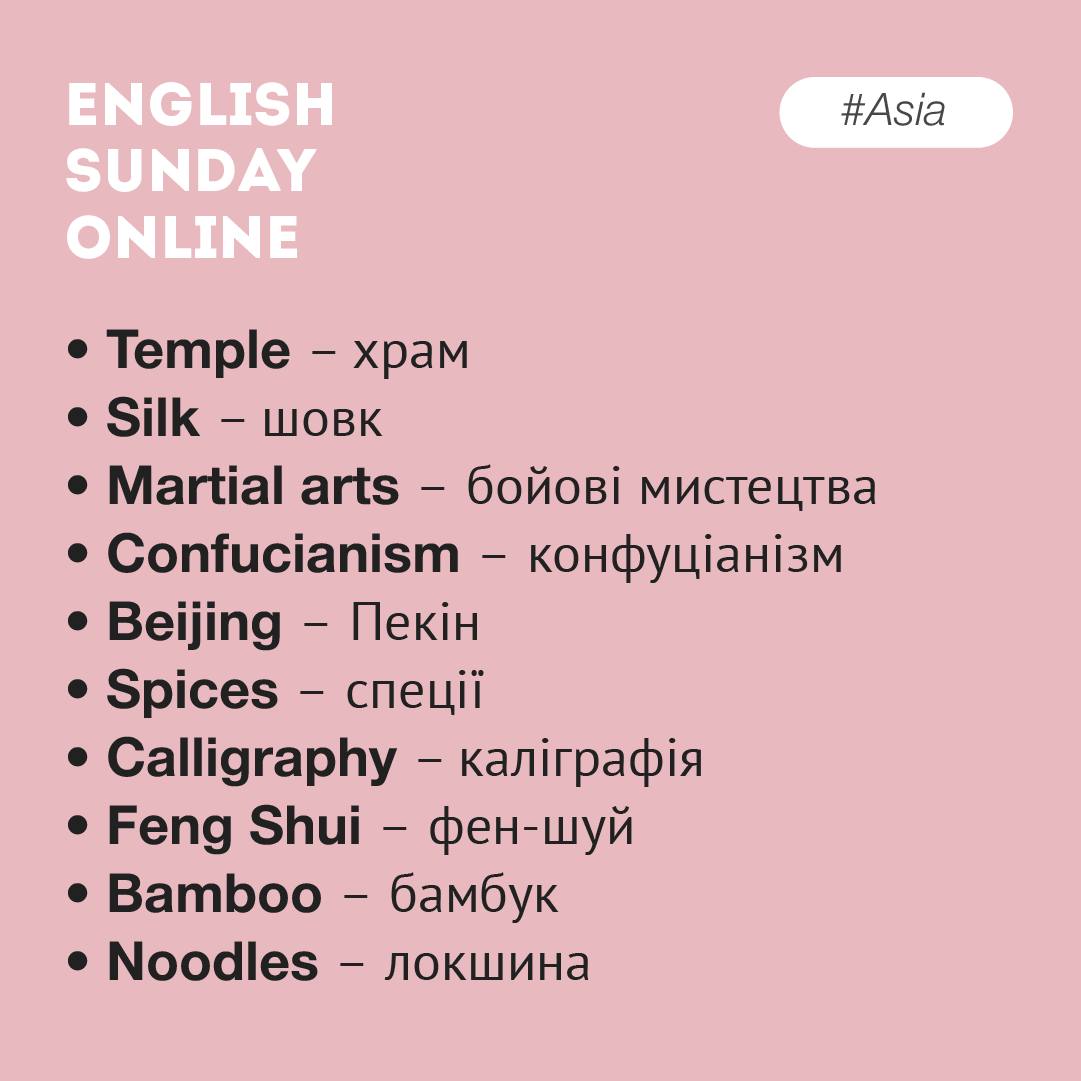 ENGLISH
SUNDAY
ONLINE
#Asia
• Temple – храм
• Silk – шовк
• Martial arts – бойові мистецтва
• Confucianism – конфуціанізм
• Beijing – Пекін
• Spices – спеції
• Calligraphy – каліграфія
• Feng Shui – фен-шуй
• Bamboo – бамбук
• Noodles – локшина